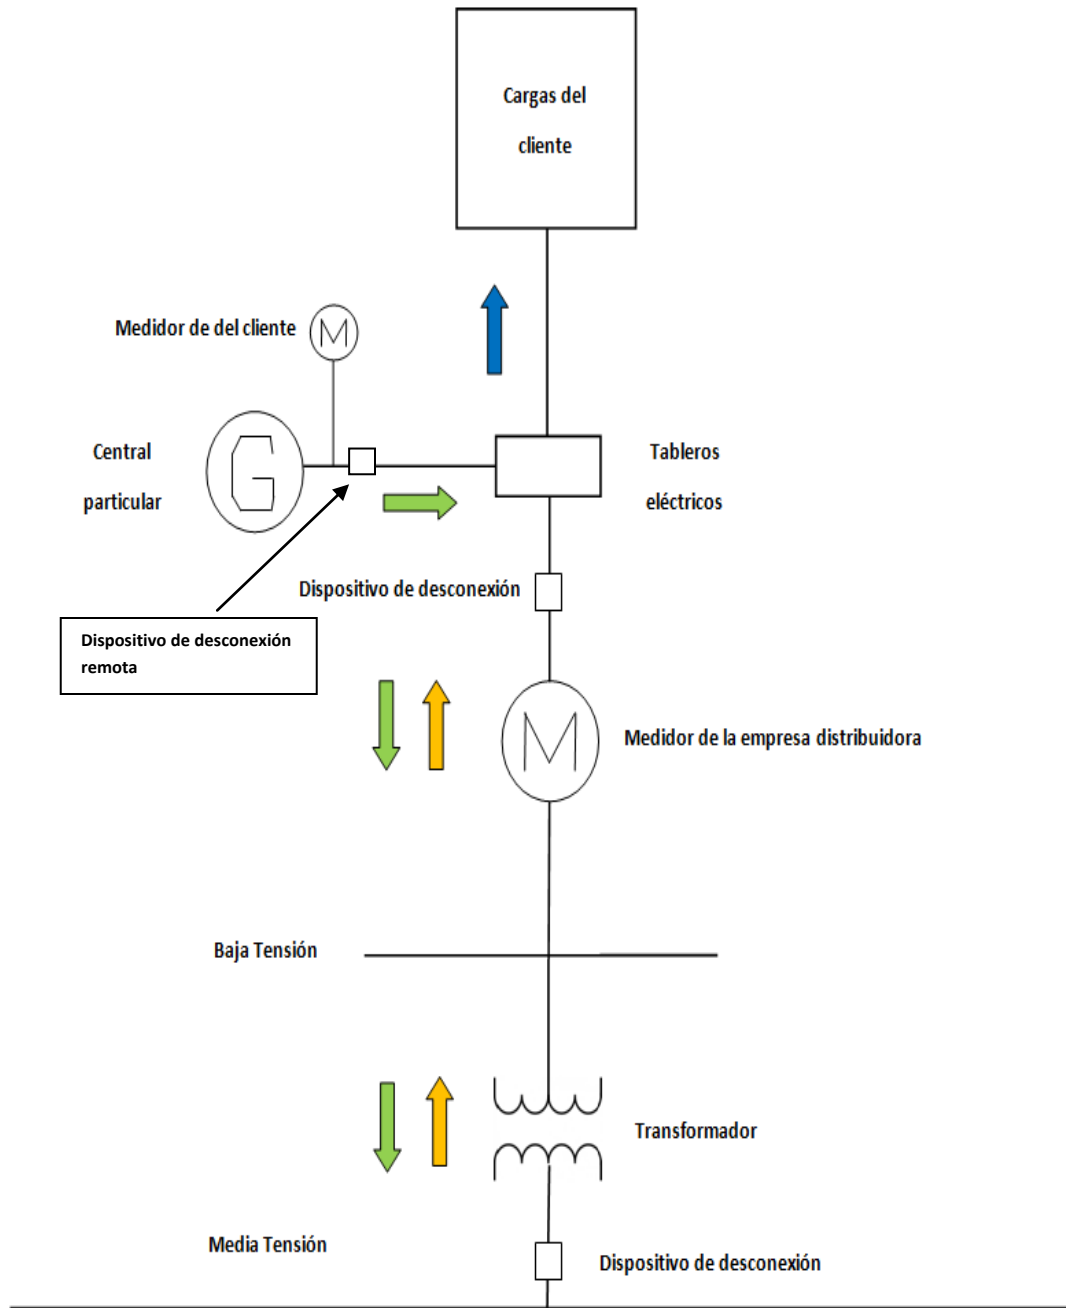 Cargas del
cliente
Medidor de del cliente
M
Central
particular
G
Tableros
eléctricos
Dispositivo de desconexión
Dispositivo de desconexión
remota
M
Medidor de la empresa distribuidora
Baja Tensión
Transformador
Media Tensión
Dispositivo de desconexión